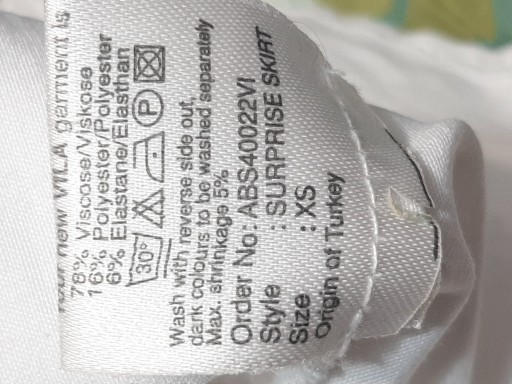 Your new VILA garment is
78% Viscose/Viskose
16% Polyester/Polyester
6% Elastane/Elasthan
30° P
Wash with reverse side out,
dark colours to be washed separately
Max. shrinkage 5%
Order No: ABS40022VI
Style : SURPRISE SKIRT
Size : XS
Origin of Turkey